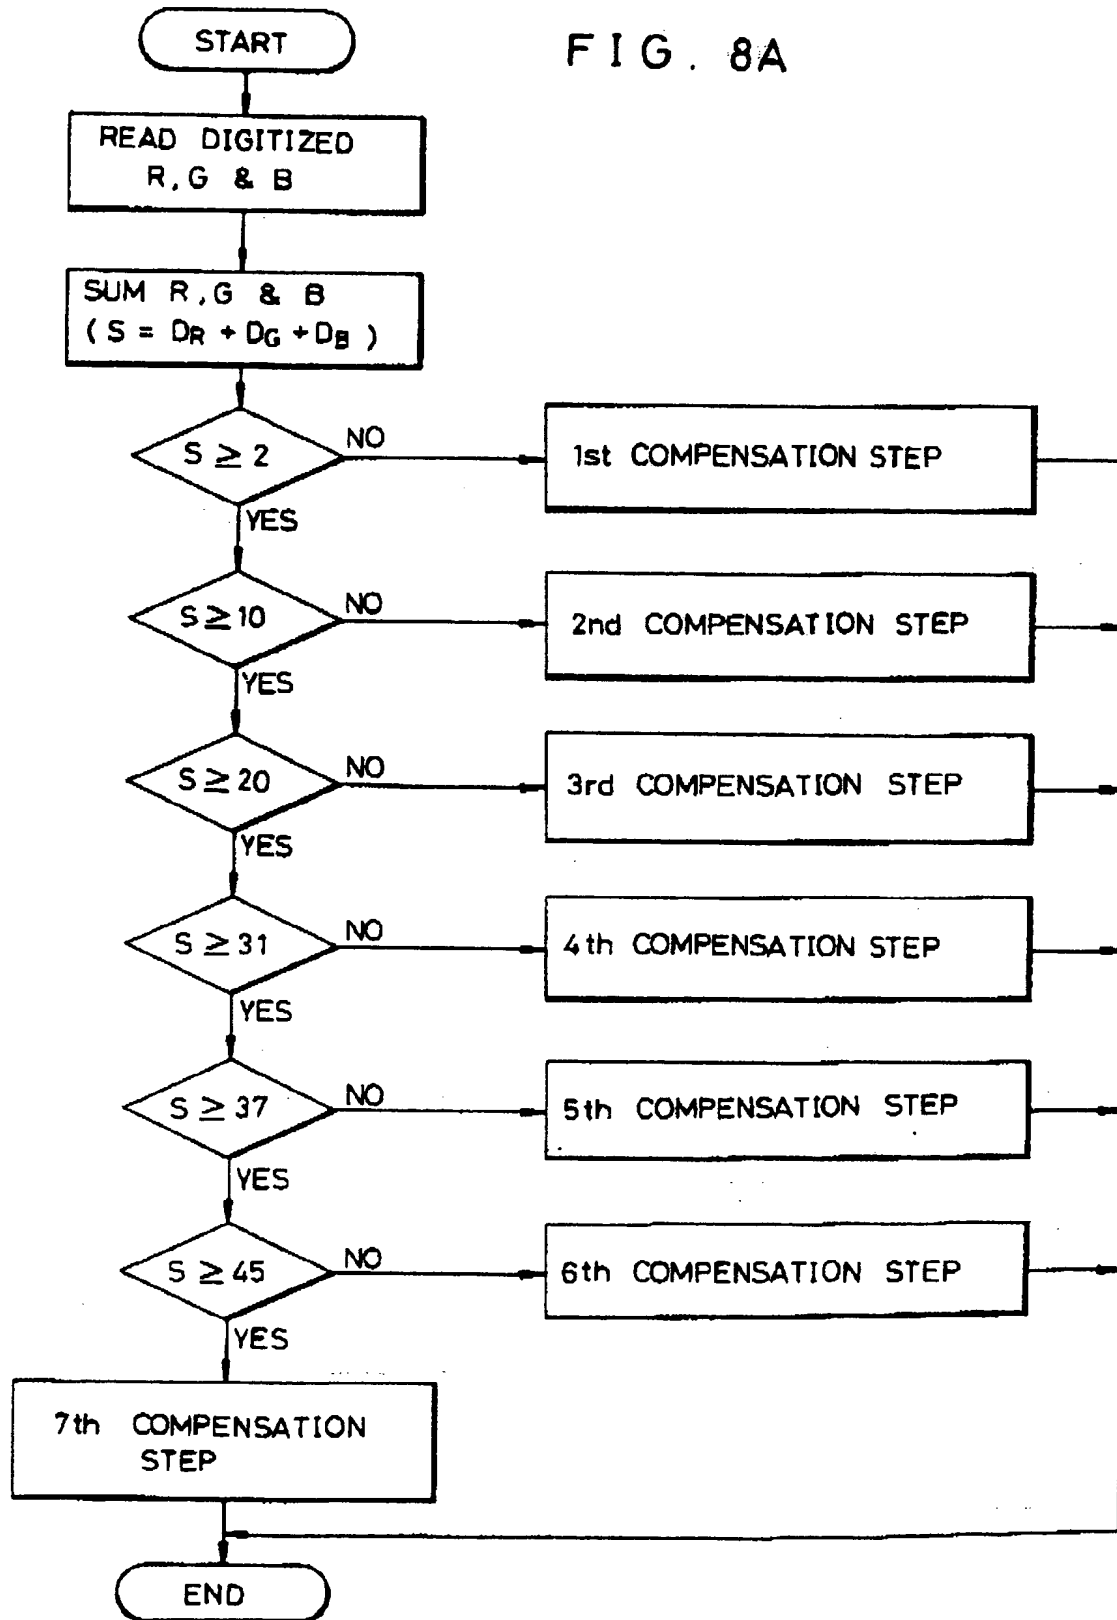 FIG. 8A
START
READ DIGITIZED
R, G & B
SUM R, G & B
( S = DR + DG + DB )
S ≥ 2
NO
1st COMPENSATION STEP
YES
S ≥ 10
NO
2nd COMPENSATION STEP
YES
S ≥ 20
NO
3rd COMPENSATION STEP
YES
S ≥ 31
NO
4th COMPENSATION STEP
YES
S ≥ 37
NO
5th COMPENSATION STEP
YES
S ≥ 45
NO
6th COMPENSATION STEP
YES
7th COMPENSATION
STEP
END